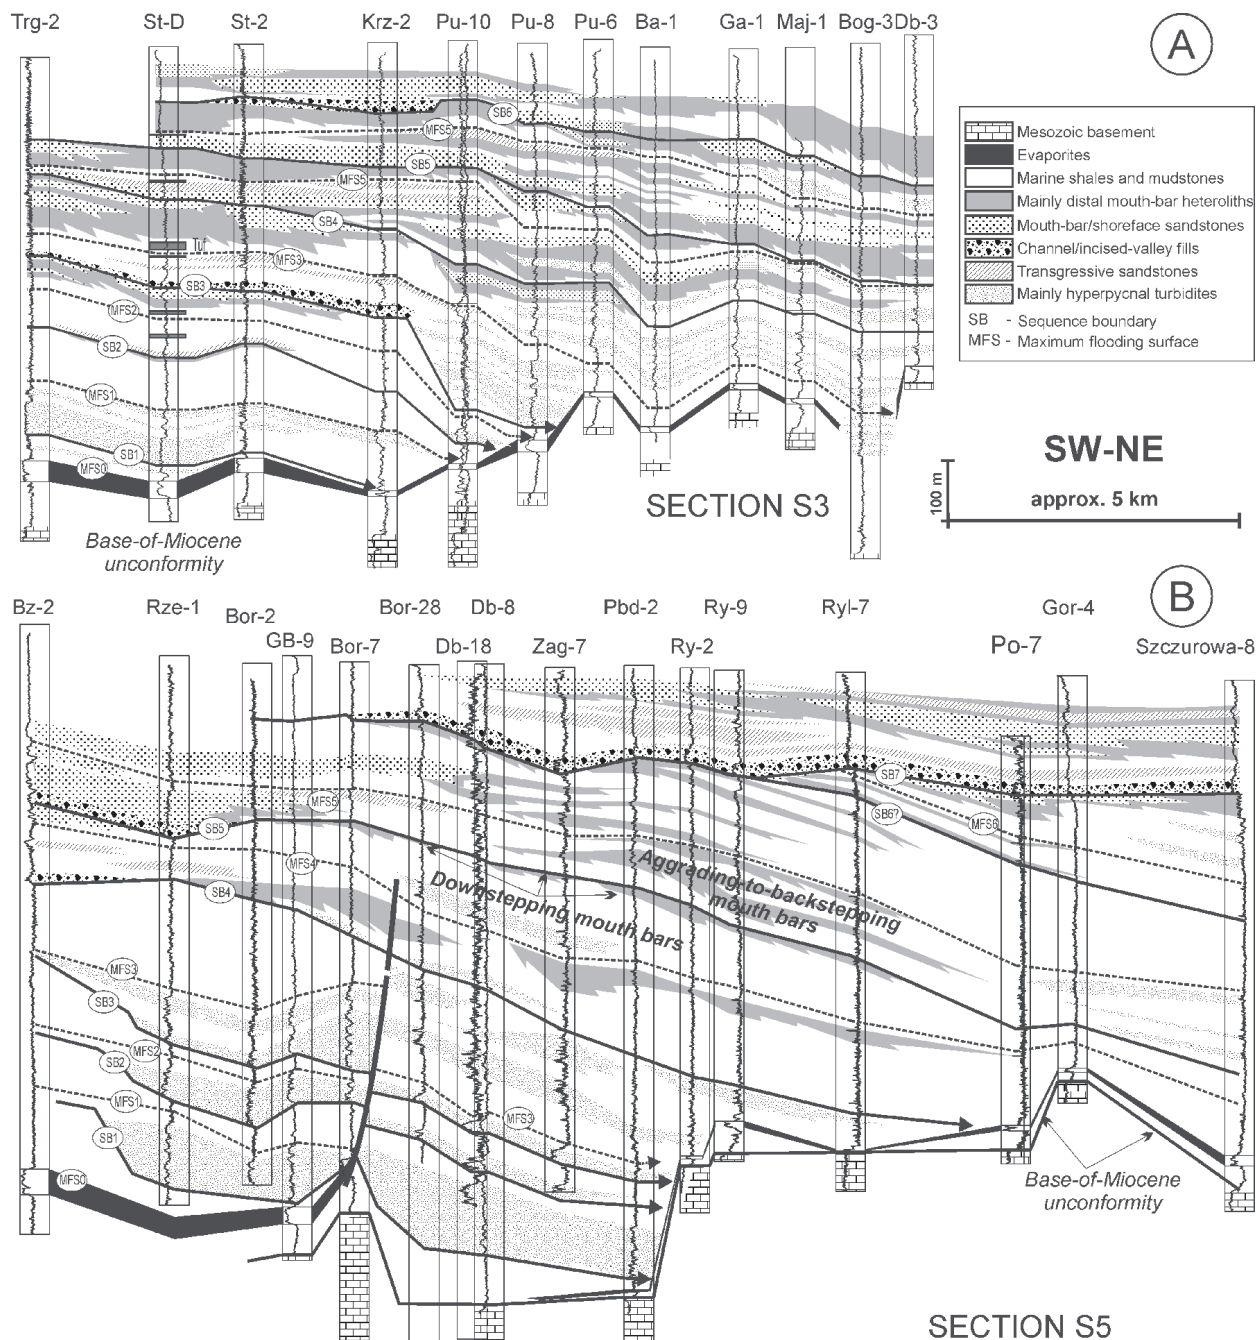 Trg-2 St-D St-2 Krz-2 Pu-10 Pu-8 Pu-6 Ba-1 Ga-1 Maj-1 Bog-3 Db-3
A
Mesozoic basement
Evaporites
Marine shales and mudstones
Mainly distal mouth-bar heteroliths
Mouth-bar/shoreface sandstones
Channel/incised-valley fills
Transgressive sandstones
Mainly hyperpycnal turbidites
SB - Sequence boundary
MFS - Maximum flooding surface
SB6
MFS5
SB5
MFS5
SB4
Tuf
MFS3
SB3
MFS2
SB2
MFS1
SB1
MFS0
Base-of-Miocene
unconformity
SECTION S3
SW-NE
100 m
approx. 5 km
B
Bz-2 Rze-1 Bor-2 GB-9 Bor-7 Bor-28 Db-18 Db-8 Zag-7 Pbd-2 Ry-2 Ry-9 Ryl-7 Po-7 Gor-4 Szczurowa-8
SB7
SB6?
MFS6
MFS5
SB5
MFS4
SB4
Aggrading-to-backstepping
mouth bars
Downstepping mouth bars
MFS3
SB3
MFS2
SB2
MFS1
SB1
MFS3
MFS0
Base-of-Miocene
unconformity
SECTION S5